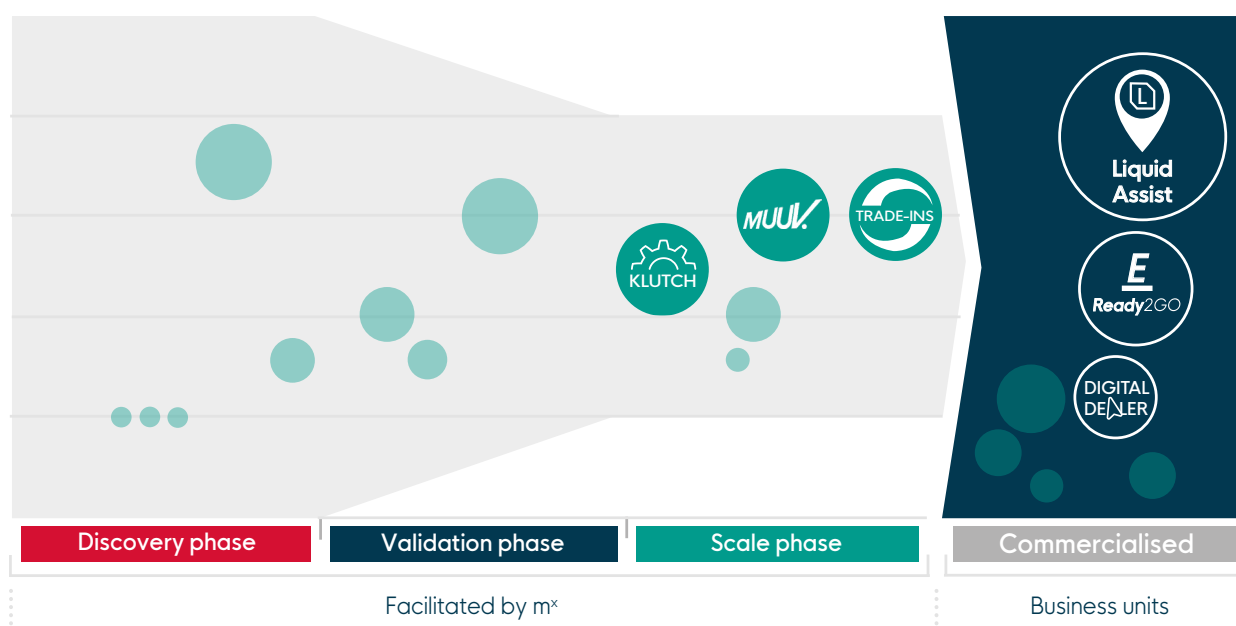 L
Liquid
Assist
MUUV.
TRADE-INS
KLUTCH
E
Ready2GO
DIGITAL
DEALER
Discovery phase
Validation phase
Scale phase
Commercialised
Facilitated by mˣ
Business units